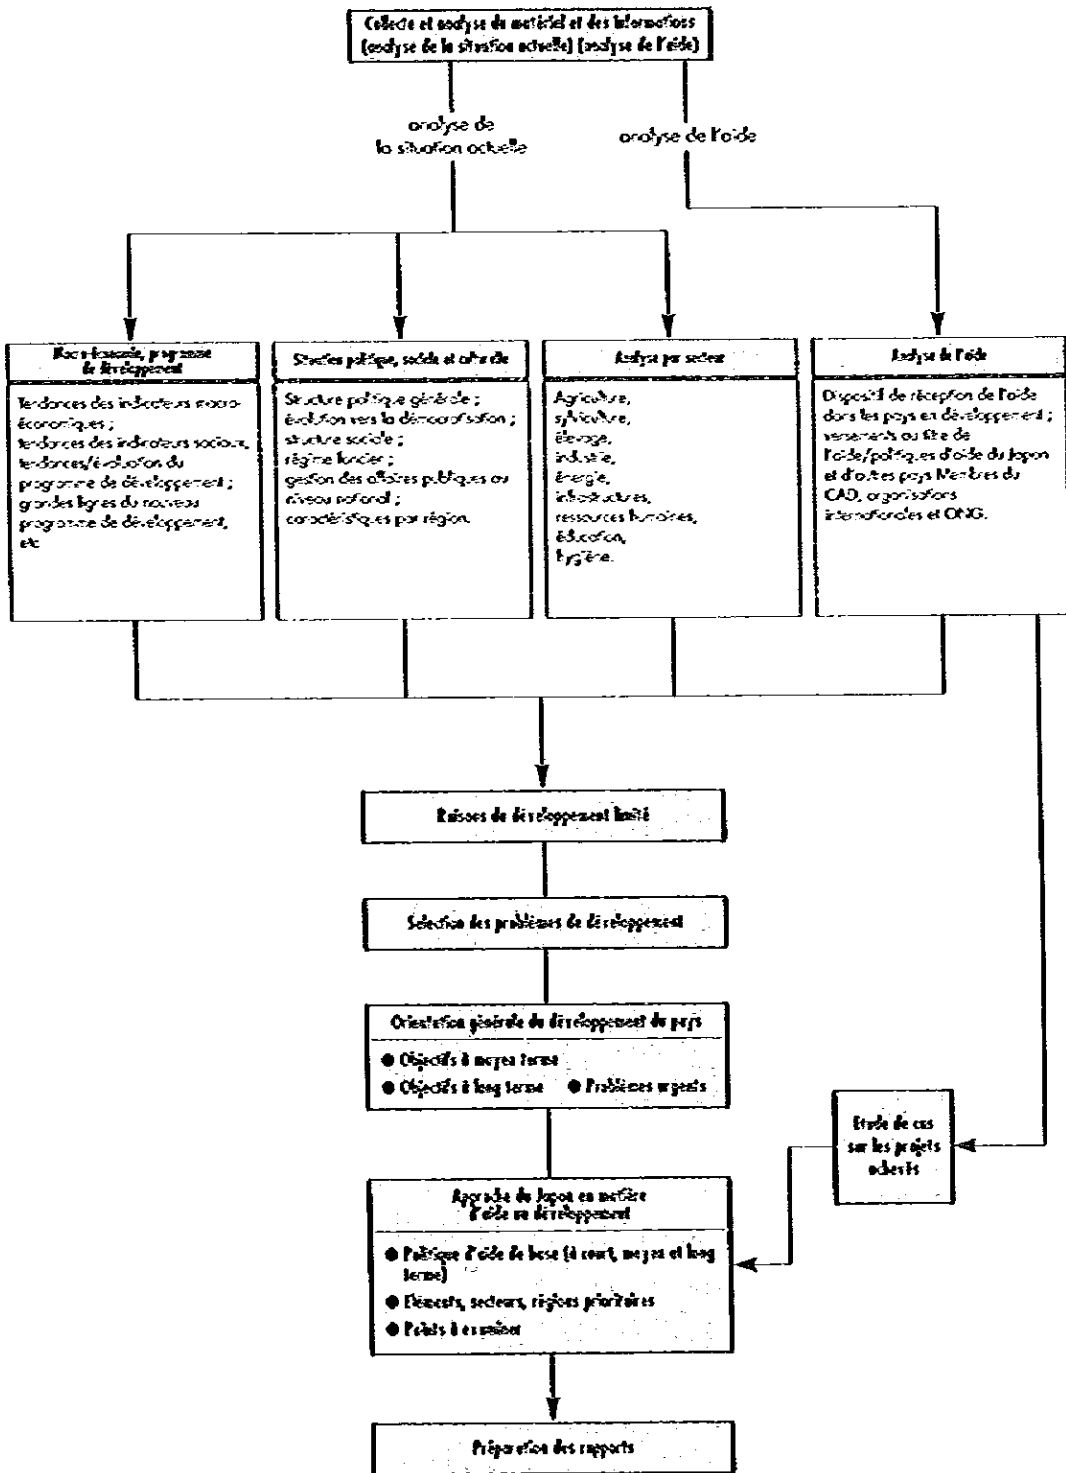 Collecte et analyse du matériel et des informations
(analyse de la situation actuelle) (analyse de l'aide)
analyse de
la situation actuelle
analyse de l'aide
Macro-économie, programme
de développement
Tendances des indicateurs macro-
économiques ;
tendances des indicateurs sociaux,
tendances/évolution du
programme de développement ;
grandes lignes du nouveau
programme de développement,
etc
Situation politique, sociale et culturelle
Structure politique générale ;
évolution vers la démocratisation ;
structure sociale ;
régime foncier ;
gestion des affaires publiques au
niveau national ;
caractéristiques par région.
Analyse par secteur
Agriculture,
sylviculture,
élevage,
industrie,
énergie,
infrastructures,
ressources humaines,
éducation,
hygiène.
Analyse de l'aide
Dispositif de réception de l'aide
dans les pays en développement ;
versements au titre de
l'aide/politiques d'aide du Japon
et d'autres pays Membres du
CAD, organisations
internationales et ONG.
Raisons du développement limité
Sélection des problèmes de développement
Orientation générale du développement du pays
● Objectifs à moyen terme
● Objectifs à long terme ● Problèmes urgents
Etude de cas
sur les projets
achevés
Approche du Japon en matière
d'aide au développement
● Politique d'aide de base (à court, moyen et long
terme)
● Eléments, secteurs, régions prioritaires
● Points à examiner
Préparation des rapports